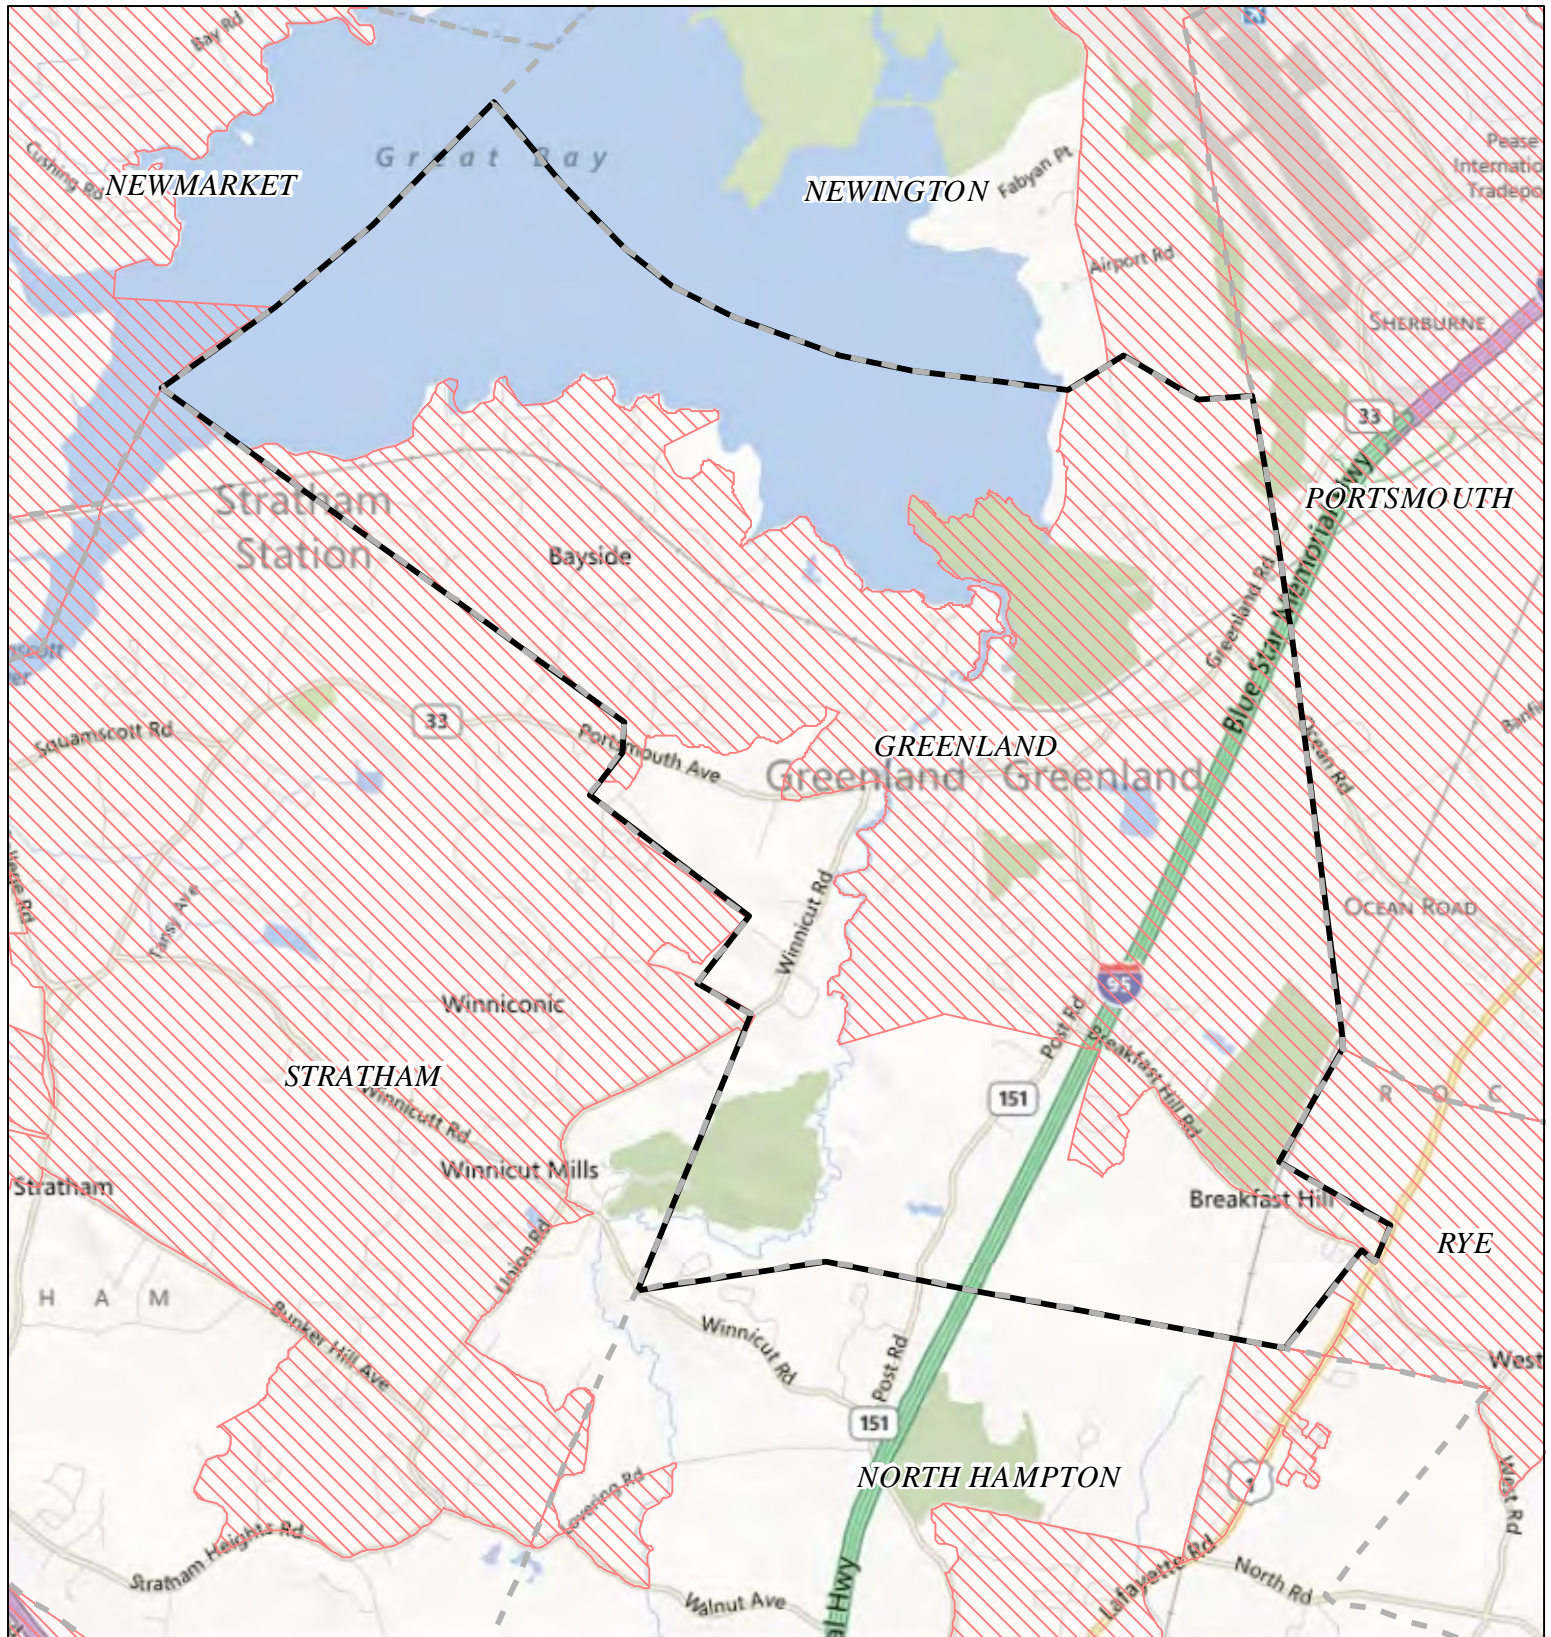 Bay Rd
Cushing Rd
NEWMARKET
Great Bay
NEWINGTON
Fabyan Pt
Airport Rd
Pease
Internatio
Tradepo
SHERBURNE
33
PORTSMOUTH
Stratham
Station
Bayside
Greenland Rd
Blue Star Memorial Hwy
Squamscott Rd
33
Portsmouth Ave
GREENLAND
Greenland
Greenland
Ocean Rd
Banfie
OCEAN ROAD
Tansy Ave
Winnicut Rd
Winniconic
95
Post Rd
Breakfast Hill Rd
STRATHAM
Winnicutt Rd
151
R O C
Winnicut Mills
Stratham
Breakfast Hill
RYE
Union Rd
H A M
Bunker Hill Ave
Winnicut Rd
Post Rd
West
151
NORTH HAMPTON
1
West Rd
Lovering Rd
Stratham Heights Rd
Walnut Ave
al Hwy
Lafayette Rd
North Rd